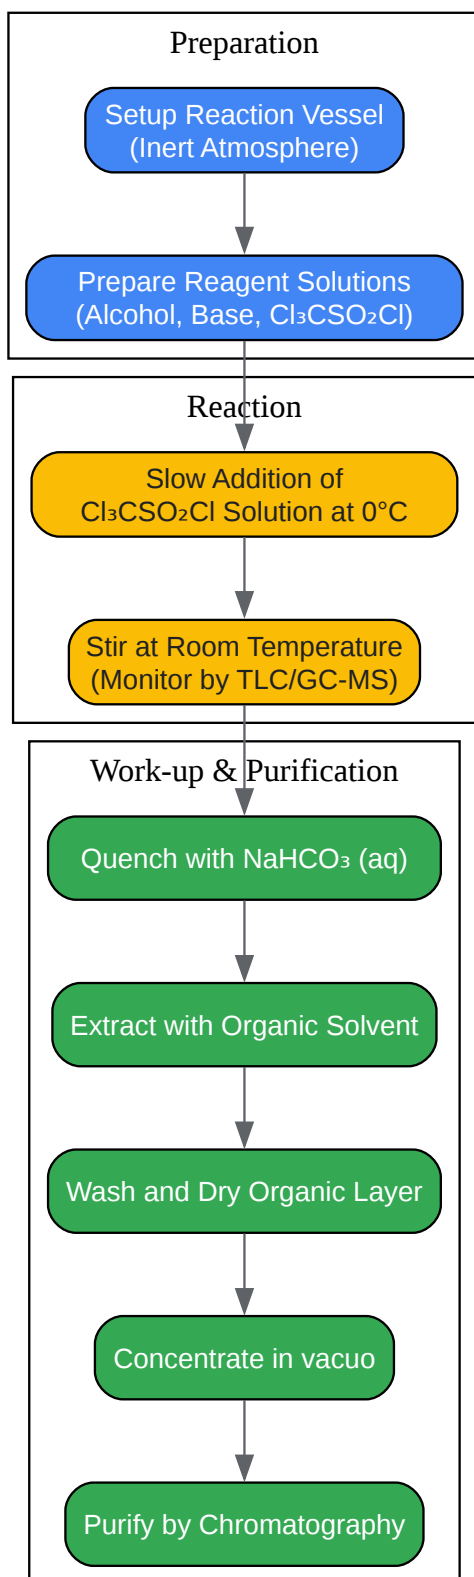 Preparation
Setup Reaction Vessel
(Inert Atmosphere)
Prepare Reagent Solutions
(Alcohol, Base, Cl₃CSO₂Cl)
Reaction
Slow Addition of
Cl₃CSO₂Cl Solution at 0°C
Stir at Room Temperature
(Monitor by TLC/GC-MS)
Work-up & Purification
Quench with NaHCO₃ (aq)
Extract with Organic Solvent
Wash and Dry Organic Layer
Concentrate in vacuo
Purify by Chromatography